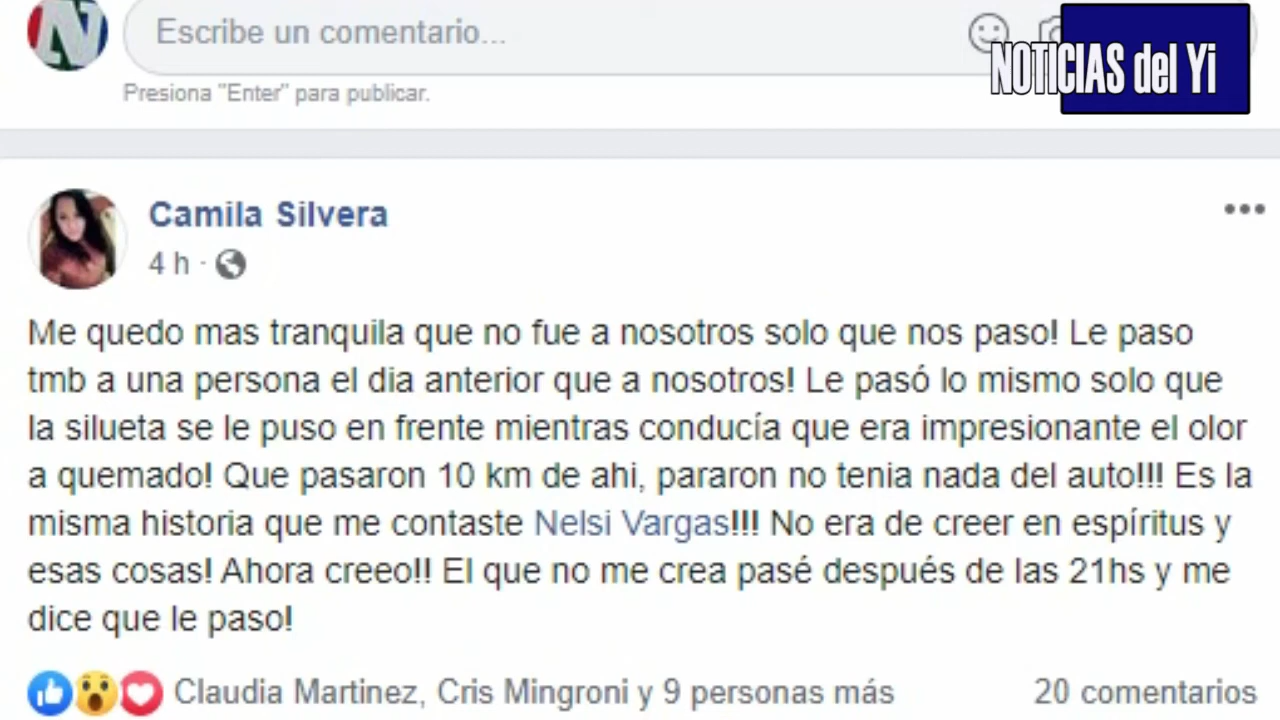 Escribe un comentario...
NOTICIAS del Yi
Presiona "Enter" para publicar.
Camila Silvera
4 h ·
Me quedo mas tranquila que no fue a nosotros solo que nos paso! Le paso
tmb a una persona el dia anterior que a nosotros! Le pasó lo mismo solo que
la silueta se le puso en frente mientras conducía que era impresionante el olor
a quemado! Que pasaron 10 km de ahi, pararon no tenia nada del auto!!! Es la
misma historia que me contaste Nelsi Vargas!!! No era de creer en espíritus y
esas cosas! Ahora creeo!! El que no me crea pasé después de las 21hs y me
dice que le paso!
Claudia Martinez, Cris Mingroni y 9 personas más
20 comentarios